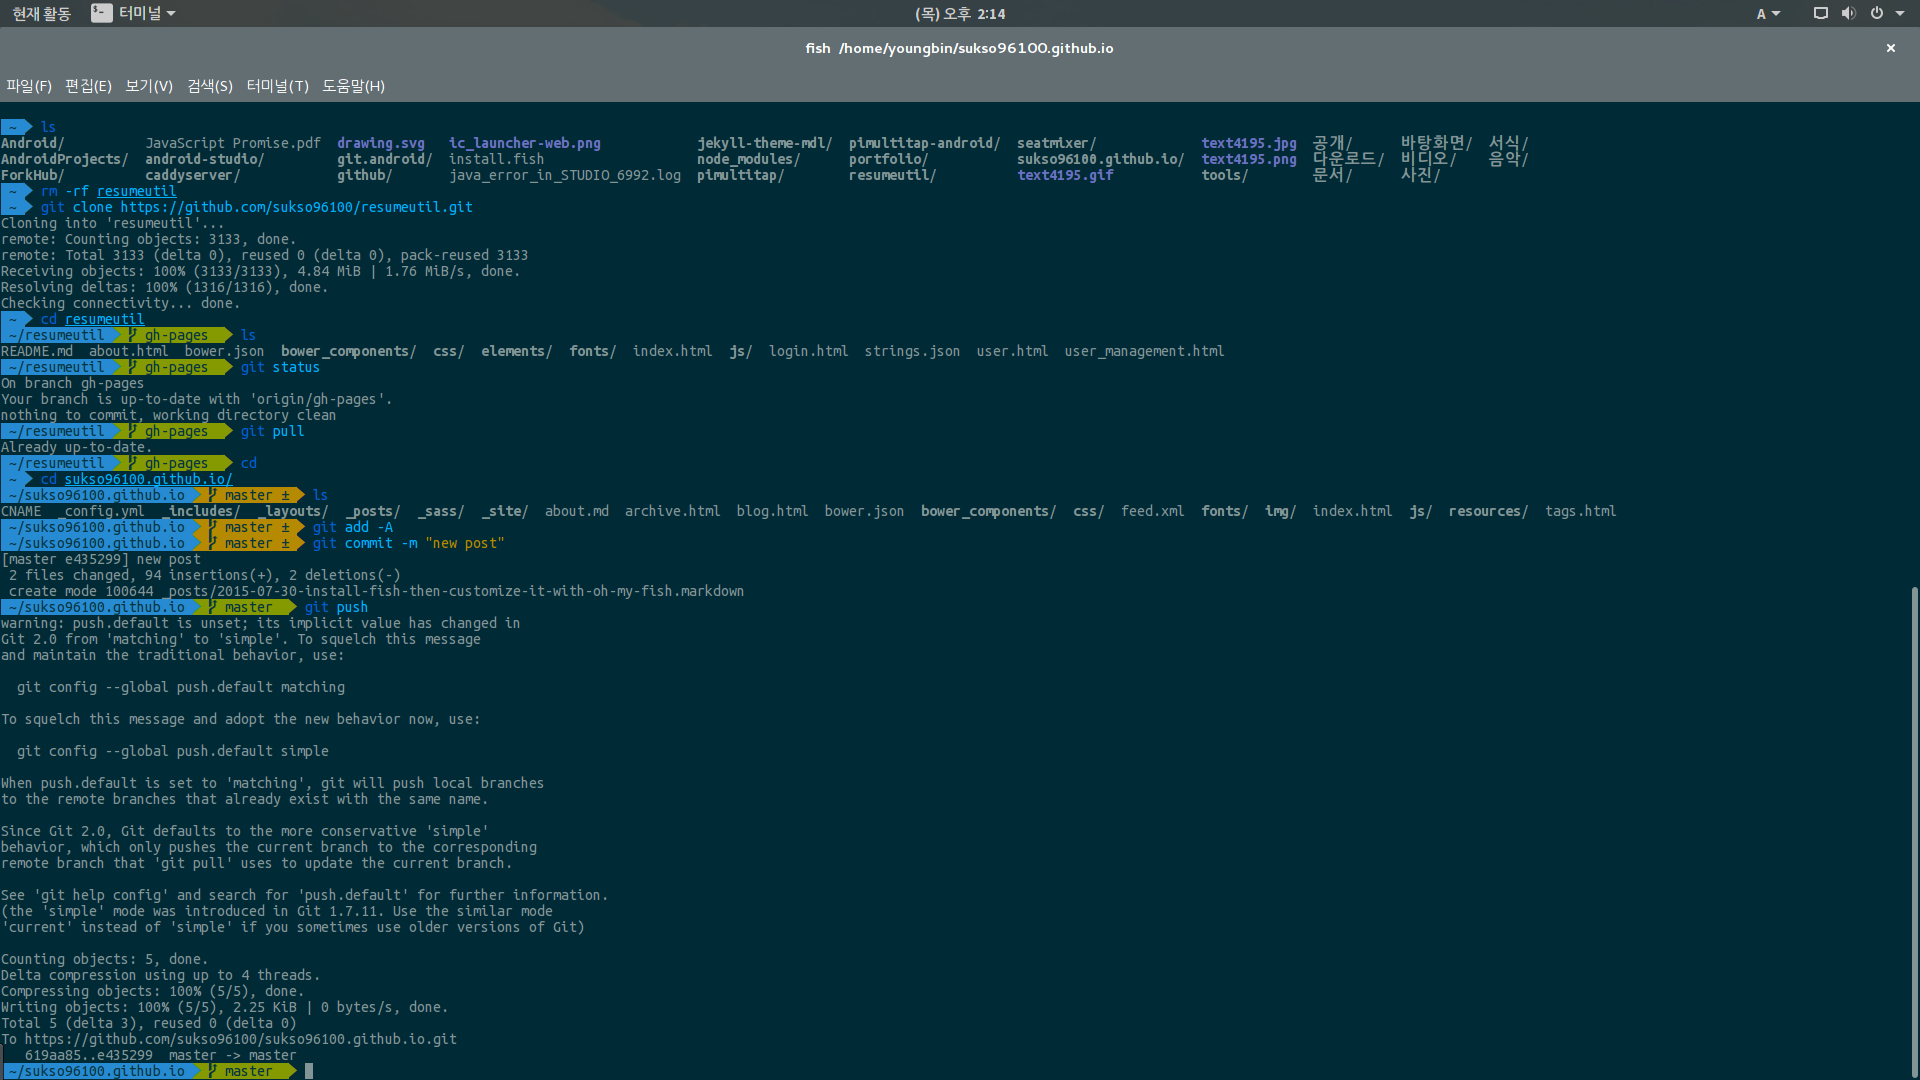 현재 활동 터미널 (목) 오후 2:14 A
fish /home/youngbin/sukso96100.github.io ×
파일(F) 편집(E) 보기(V) 검색(S) 터미널(T) 도움말(H)
~ ls
Android/ JavaScript Promise.pdf drawing.svg ic_launcher-web.png jekyll-theme-mdl/ pimultitap-android/ seatmixer/ text4195.jpg 공개/ 바탕화면/ 서식/
AndroidProjects/ android-studio/ git.android/ install.fish node_modules/ portfolio/ sukso96100.github.io/ text4195.png 다운로드/ 비디오/ 음악/
ForkHub/ caddyserver/ github/ java_error_in_STUDIO_6992.log pimultitap/ resumeutil/ text4195.gif tools/ 문서/ 사진/
~ rm -rf resumeutil
~ git clone https://github.com/sukso96100/resumeutil.git
Cloning into 'resumeutil'...
remote: Counting objects: 3133, done.
remote: Total 3133 (delta 0), reused 0 (delta 0), pack-reused 3133
Receiving objects: 100% (3133/3133), 4.84 MiB | 1.76 MiB/s, done.
Resolving deltas: 100% (1316/1316), done.
Checking connectivity... done.
~ cd resumeutil
~/resumeutil gh-pages ls
README.md about.html bower.json bower_components/ css/ elements/ fonts/ index.html js/ login.html strings.json user.html user_management.html
~/resumeutil gh-pages git status
On branch gh-pages
Your branch is up-to-date with 'origin/gh-pages'.
nothing to commit, working directory clean
~/resumeutil gh-pages git pull
Already up-to-date.
~/resumeutil gh-pages cd
~ cd sukso96100.github.io/
~/sukso96100.github.io master ± ls
CNAME _config.yml _includes/ _layouts/ _posts/ _sass/ _site/ about.md archive.html blog.html bower.json bower_components/ css/ feed.xml fonts/ img/ index.html js/ resources/ tags.html
~/sukso96100.github.io master ± git add -A
~/sukso96100.github.io master ± git commit -m "new post"
[master e435299] new post
2 files changed, 94 insertions(+), 2 deletions(-)
create mode 100644 _posts/2015-07-30-install-fish-then-customize-it-with-oh-my-fish.markdown
~/sukso96100.github.io master git push
warning: push.default is unset; its implicit value has changed in
Git 2.0 from 'matching' to 'simple'. To squelch this message
and maintain the traditional behavior, use:
git config --global push.default matching
To squelch this message and adopt the new behavior now, use:
git config --global push.default simple
When push.default is set to 'matching', git will push local branches
to the remote branches that already exist with the same name.
Since Git 2.0, Git defaults to the more conservative 'simple'
behavior, which only pushes the current branch to the corresponding
remote branch that 'git pull' uses to update the current branch.
See 'git help config' and search for 'push.default' for further information.
(the 'simple' mode was introduced in Git 1.7.11. Use the similar mode
'current' instead of 'simple' if you sometimes use older versions of Git)
Counting objects: 5, done.
Delta compression using up to 4 threads.
Compressing objects: 100% (5/5), done.
Writing objects: 100% (5/5), 2.25 KiB | 0 bytes/s, done.
Total 5 (delta 3), reused 0 (delta 0)
To https://github.com/sukso96100/sukso96100.github.io.git
619aa85..e435299 master -> master
~/sukso96100.github.io master